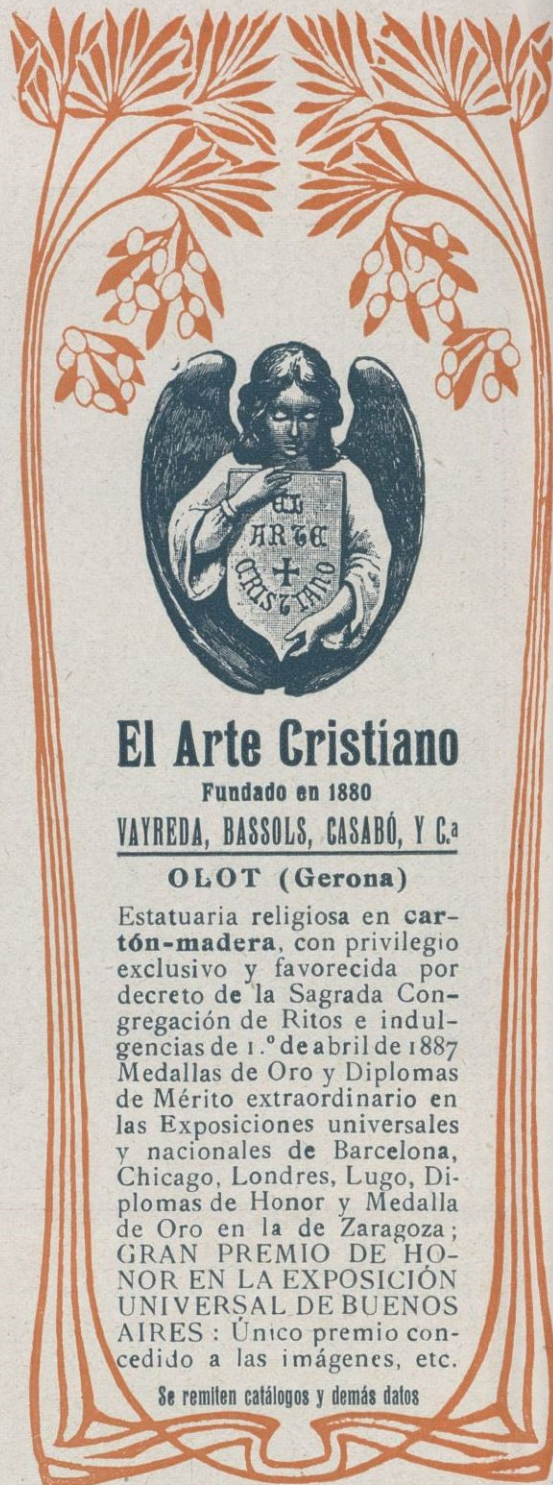 EL
ARTE
CRISTIANO
El Arte Cristiano
Fundado en 1880
VAYREDA, BASSOLS, CASABÓ, Y C.ª
OLOT (Gerona)
Estatuaria religiosa en car-
tón-madera, con privilegio
exclusivo y favorecida por
decreto de la Sagrada Con-
gregación de Ritos e indul-
gencias de 1.º de abril de 1887
Medallas de Oro y Diplomas
de Mérito extraordinario en
las Exposiciones universales
y nacionales de Barcelona,
Chicago, Londres, Lugo, Di-
plomas de Honor y Medalla
de Oro en la de Zaragoza;
GRAN PREMIO DE HO-
NOR EN LA EXPOSICIÓN
UNIVERSAL DE BUENOS
AIRES : Único premio con-
cedido a las imágenes, etc.
Se remiten catálogos y demás datos